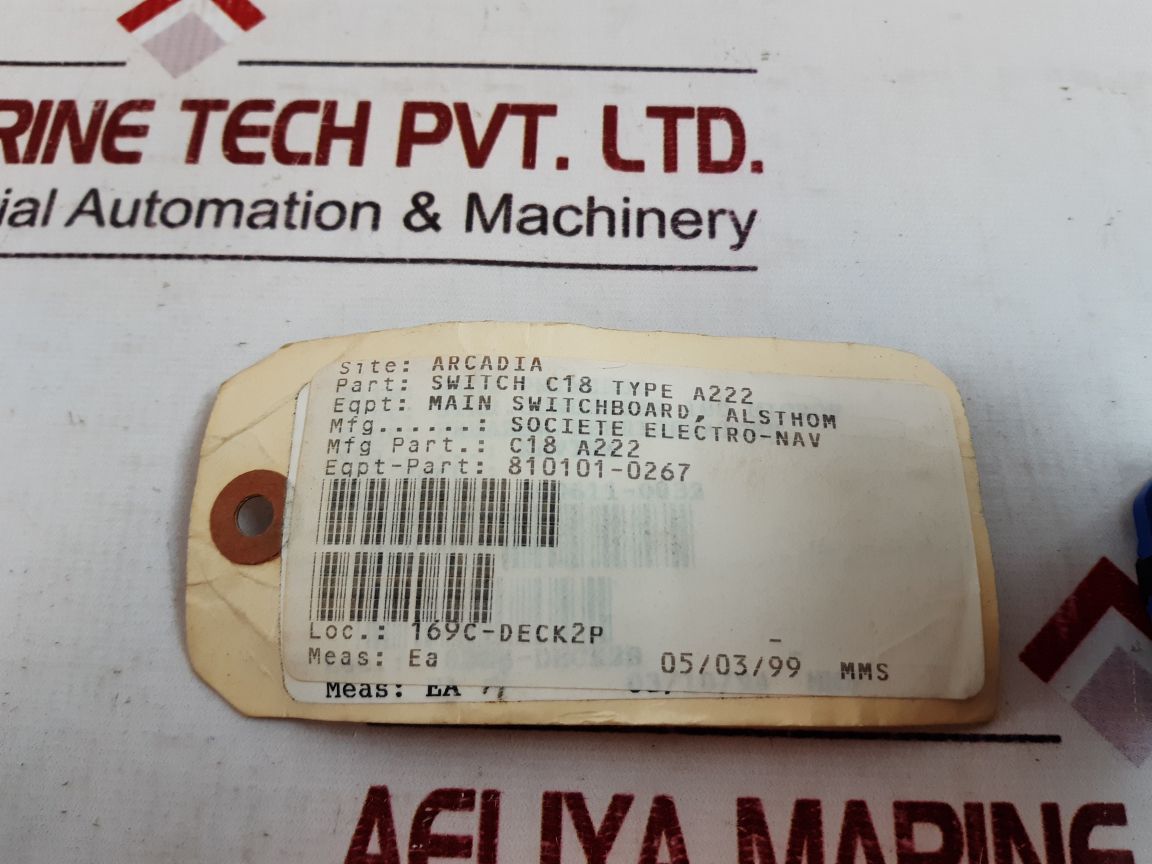 RINE TECH PVT. LTD.
ial Automation & Machinery
Site: ARCADIA
Part: SWITCH C18 TYPE A222
Eqpt: MAIN SWITCHBOARD, ALSTHOM
Mfg......: SOCIETE ELECTRO-NAV
Mfg Part.: C18 A222
Eqpt-Part: 810101-0267
Loc.: 169C-DECK2P -
Meas: Ea 05/03/99 MMS
Meas: EA
AELIYA MARINE